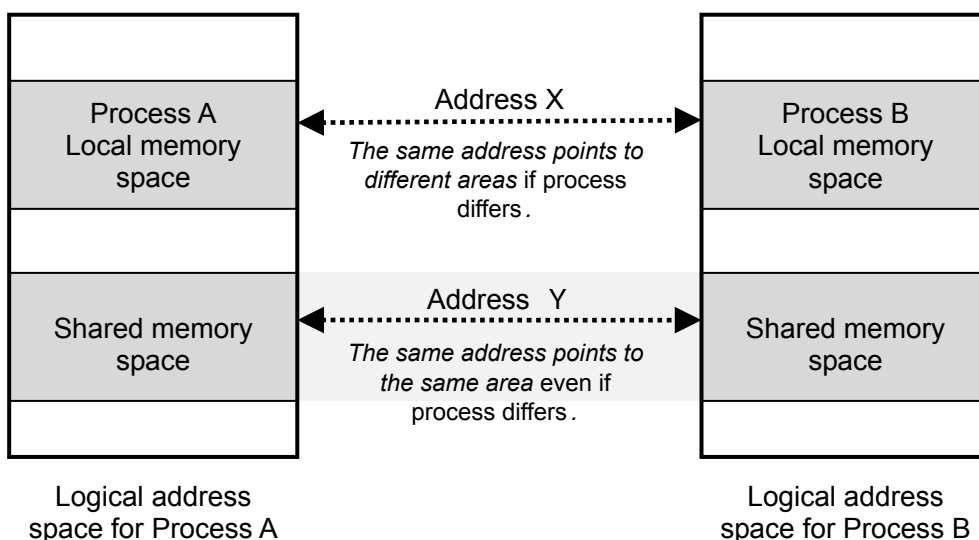 Process A
Local memory
space
Address X
The same address points to
different areas if process
differs.
Process B
Local memory
space
Shared memory
space
Address Y
The same address points to
the same area even if
process differs.
Shared memory
space
Logical address
space for Process A
Logical address
space for Process B